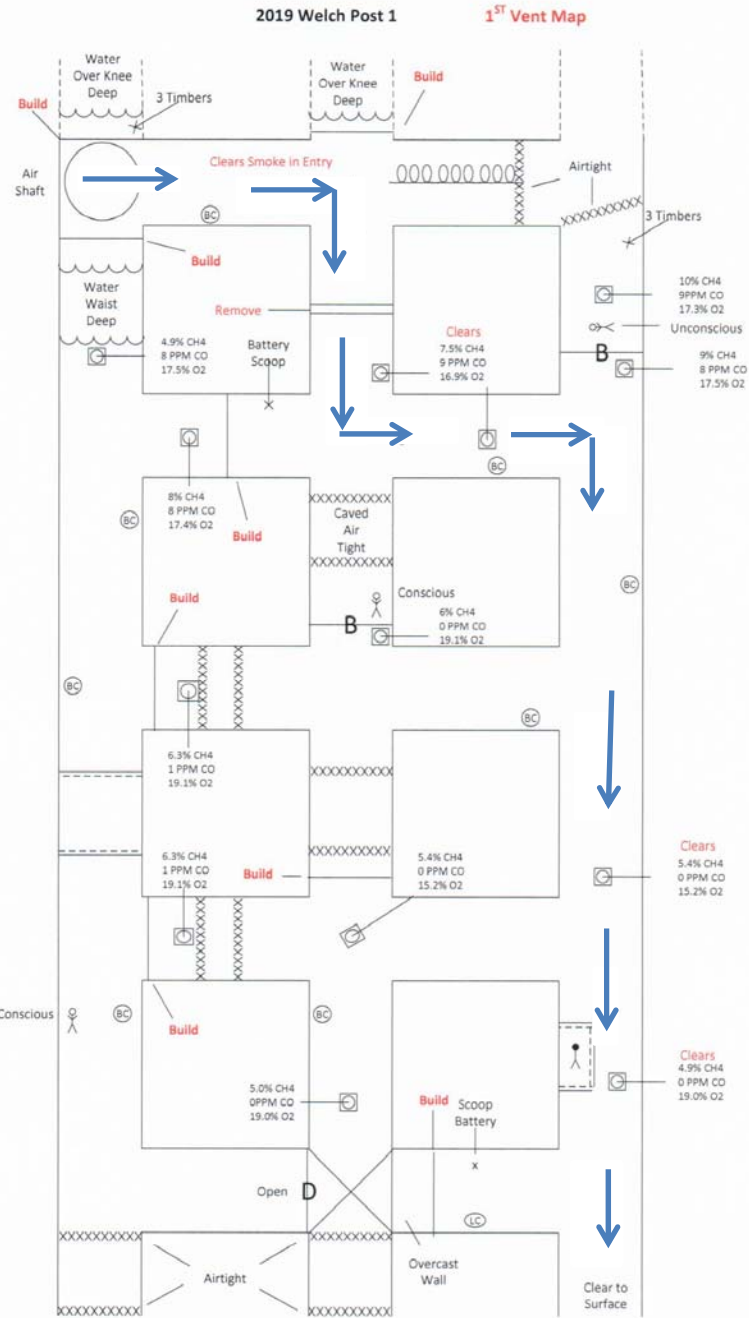 2019 Welch Post 1
1ST Vent Map
Water
Over Knee
Deep
Water
Over Knee
Deep
Build
Build
3 Timbers
Air
Shaft
Clears Smoke in Entry
000 000 000
Airtight
BC
3 Timbers
Build
Water
Waist
Deep
Remove
10% CH4
9PPM CO
17.3% O2
Unconscious
4.9% CH4
8 PPM CO
17.5% O2
Battery
Scoop
Clears
7.5% CH4
9 PPM CO
16.9% O2
B
9% CH4
8 PPM CO
17.5% O2
BC
8% CH4
8 PPM CO
17.4% O2
BC
Build
Caved
Air
Tight
BC
Build
Conscious
B
6% CH4
0 PPM CO
19.1% O2
BC
BC
6.3% CH4
1 PPM CO
19.1% O2
6.3% CH4
1 PPM CO
19.1% O2
Build
5.4% CH4
0 PPM CO
15.2% O2
Clears
5.4% CH4
0 PPM CO
15.2% O2
Conscious
BC
BC
Build
5.0% CH4
0PPM CO
19.0% O2
Clears
4.9% CH4
0 PPM CO
19.0% O2
Build
Scoop
Battery
x
Open
D
LC
Airtight
Overcast
Wall
Clear to
Surface